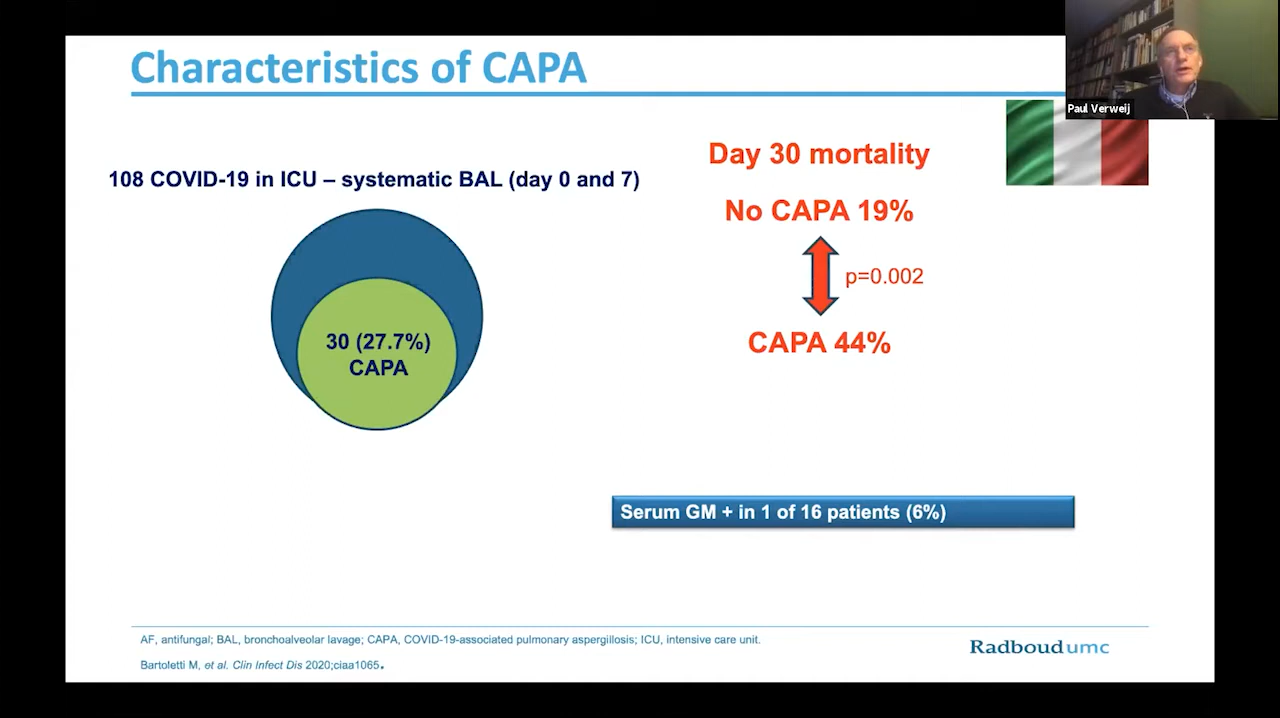 Characteristics of CAPA
Paul Verweij
108 COVID-19 in ICU – systematic BAL (day 0 and 7)
30 (27.7%)
CAPA
Day 30 mortality
No CAPA 19%
p=0.002
CAPA 44%
Serum GM + in 1 of 16 patients (6%)
AF, antifungal; BAL, bronchoalveolar lavage; CAPA, COVID-19-associated pulmonary aspergillosis; ICU, intensive care unit.
Bartoletti M, et al. Clin Infect Dis 2020;ciaa1065.
Radboudumc